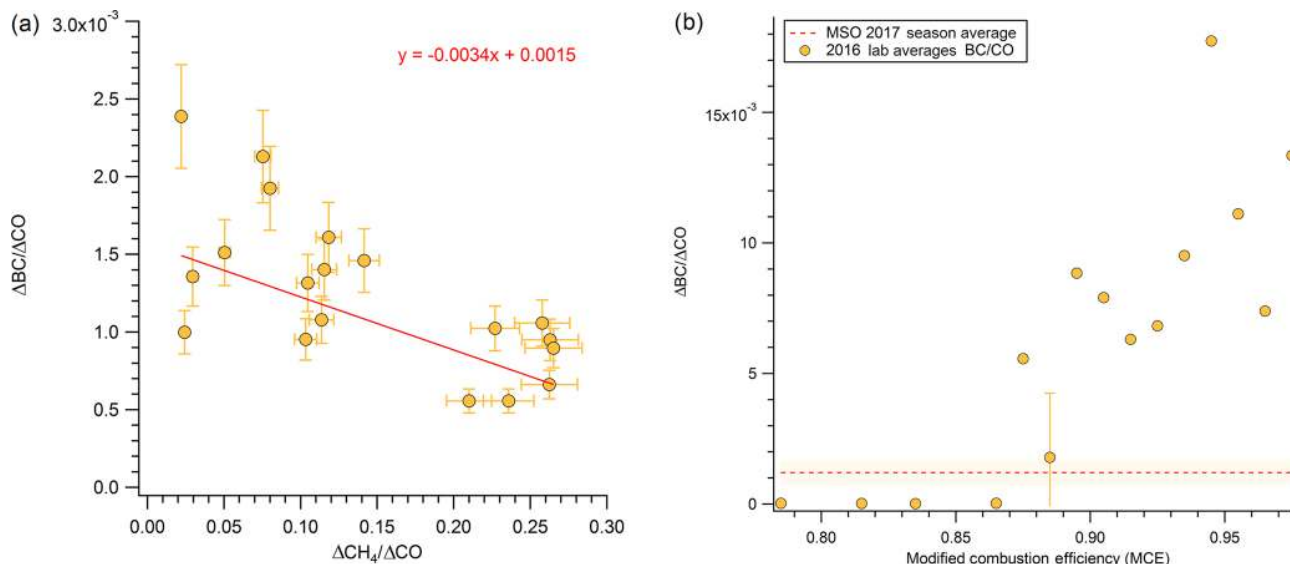 (a)
3.0x10⁻³
2.5
2.0
1.5
1.0
0.5
0.0
ΔBC/ΔCO
y = -0.0034x + 0.0015
0.00 0.05 0.10 0.15 0.20 0.25 0.30
ΔCH₄/ΔCO
(b)
MSO 2017 season average
2016 lab averages BC/CO
15x10⁻³
10
5
0
ΔBC/ΔCO
0.80 0.85 0.90 0.95
Modified combustion efficiency (MCE)